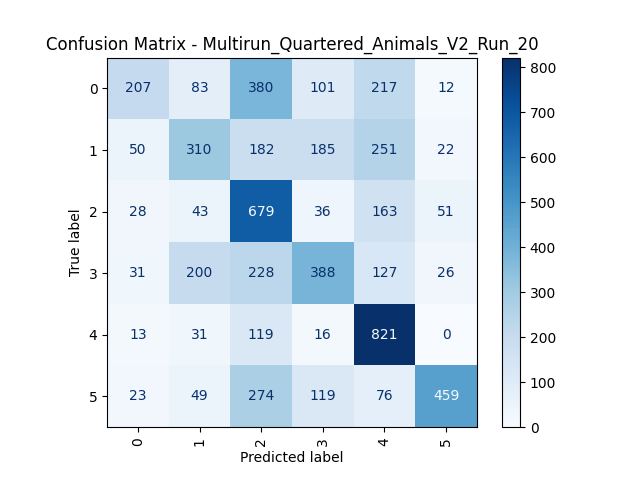 Confusion Matrix - Multirun_Quartered_Animals_V2_Run_20
0 207 83 380 101 217 12
1 50 310 182 185 251 22
2 28 43 679 36 163 51
3 31 200 228 388 127 26
4 13 31 119 16 821 0
5 23 49 274 119 76 459
0 1 2 3 4 5
True label
Predicted label
800
700
600
500
400
300
200
100
0